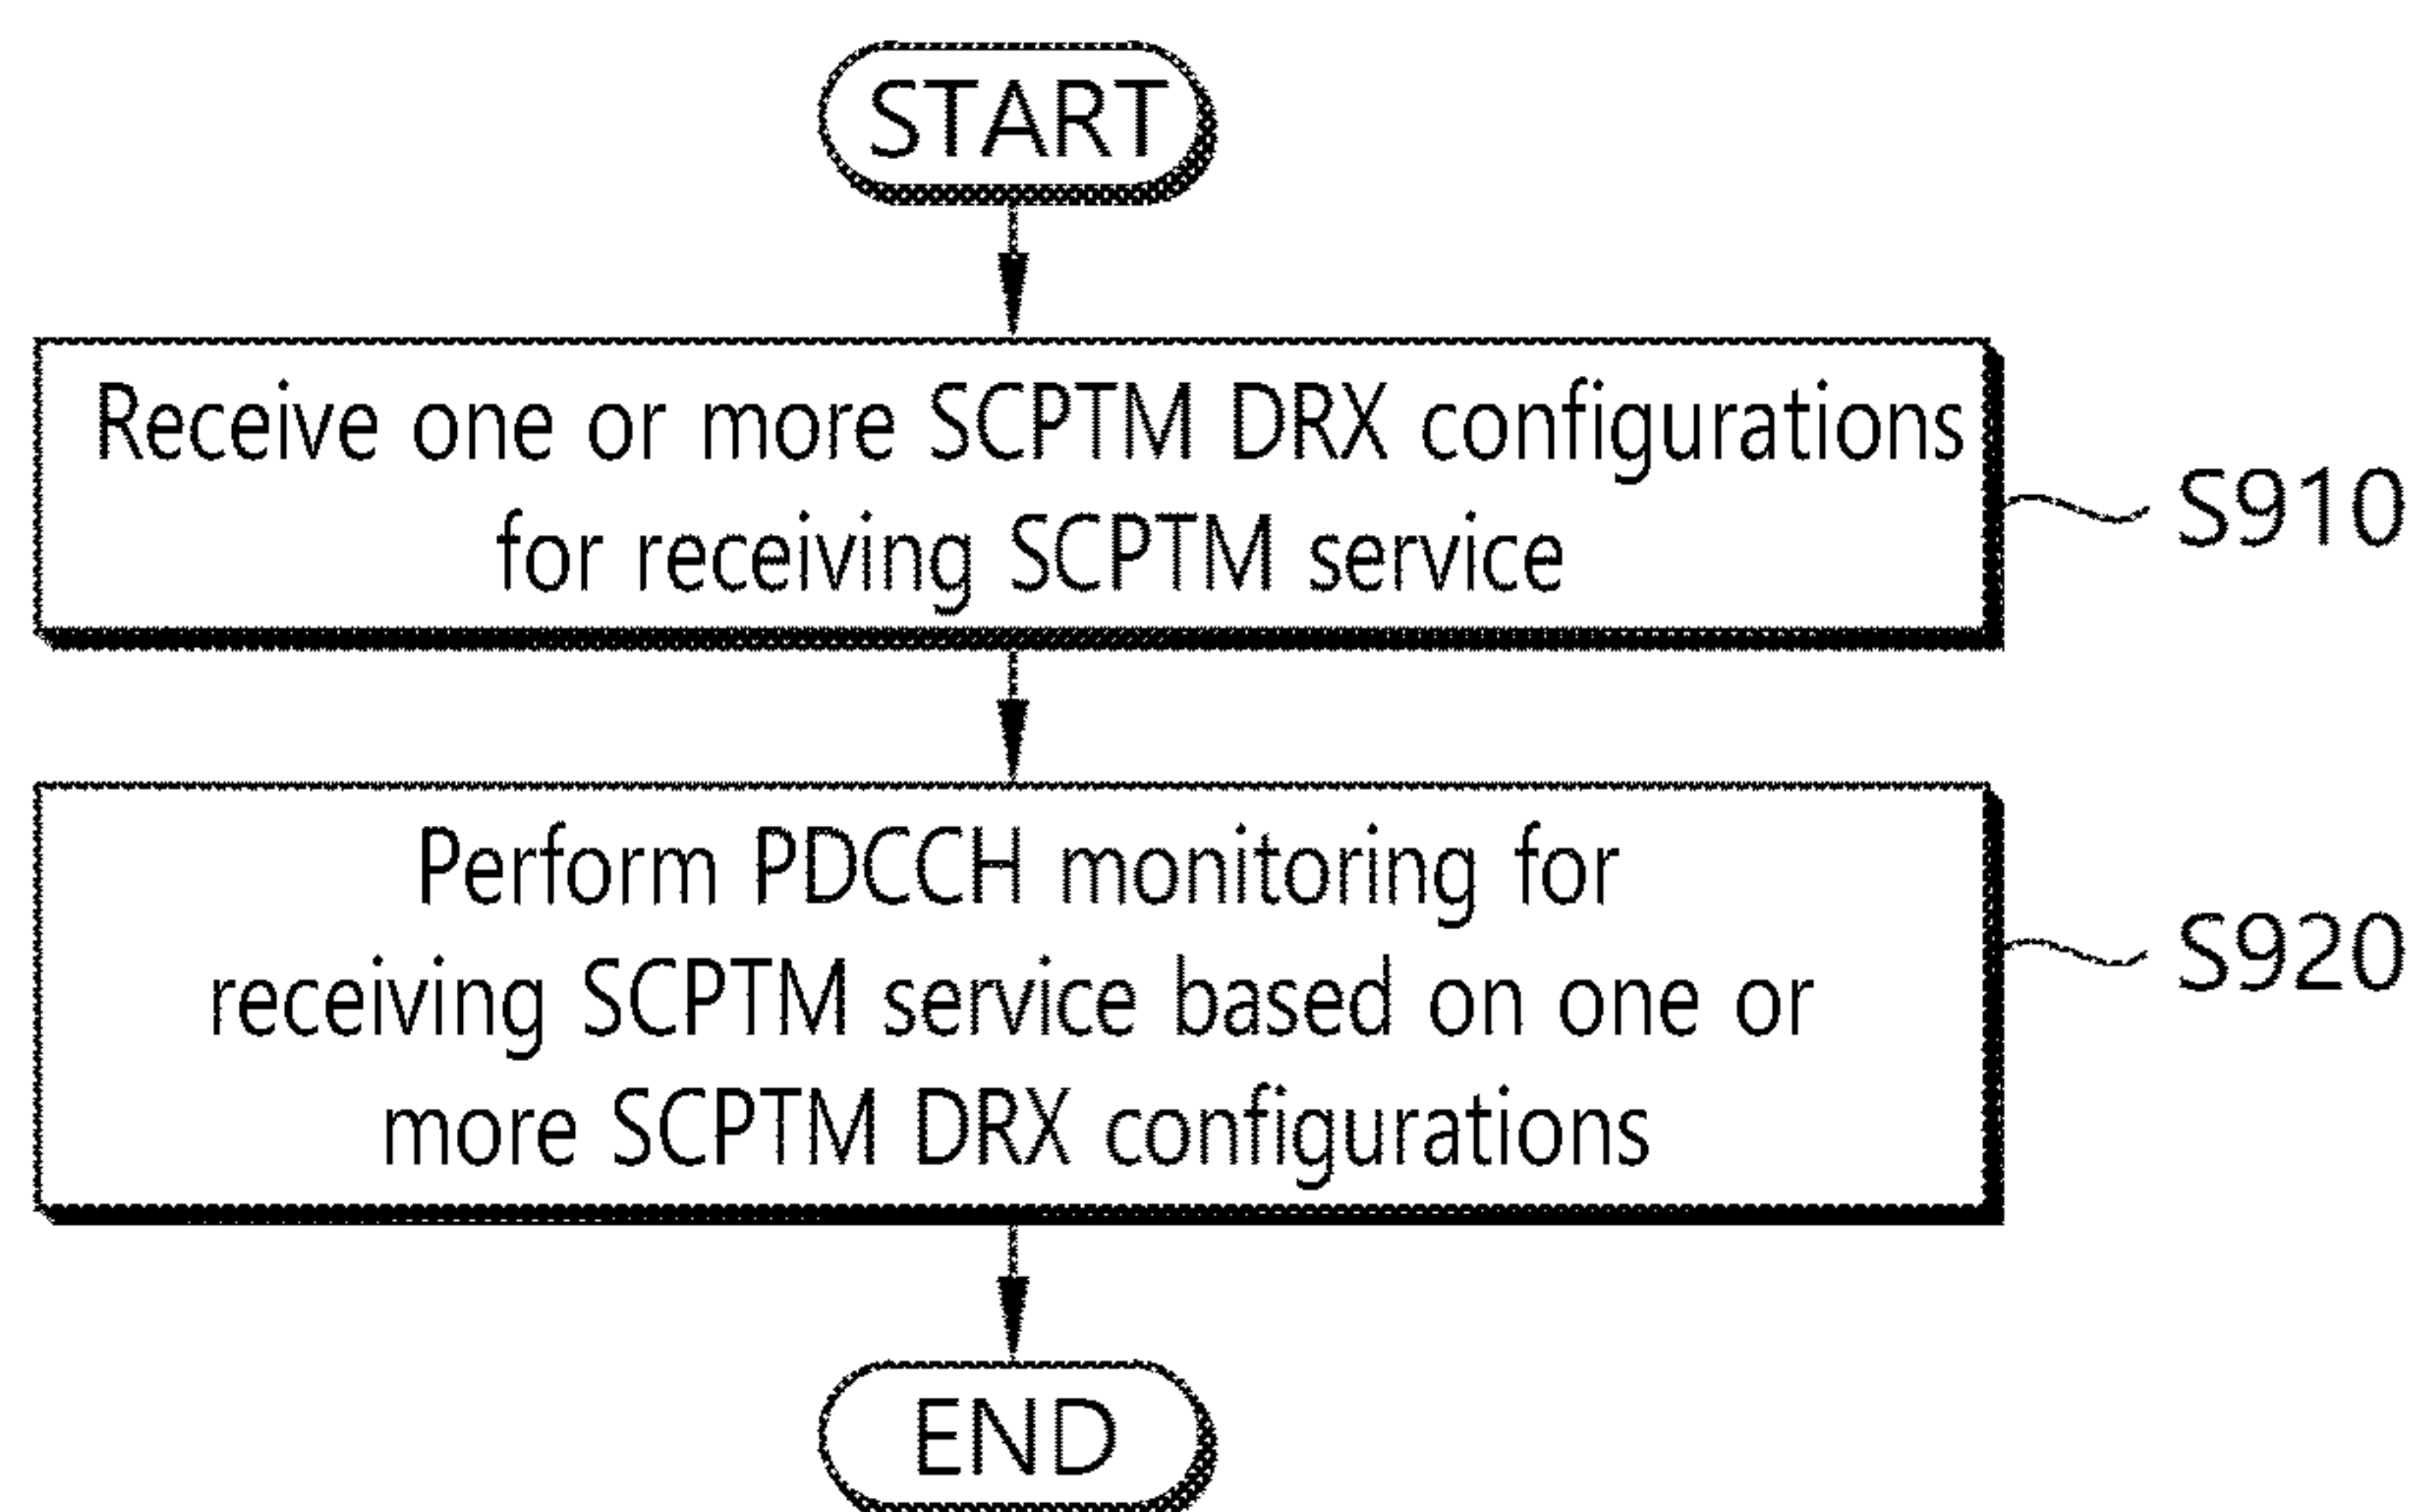 START
Receive one or more SCPTM DRX configurations
for receiving SCPTM service
S910
Perform PDCCH monitoring for
receiving SCPTM service based on one or
more SCPTM DRX configurations
S920
END